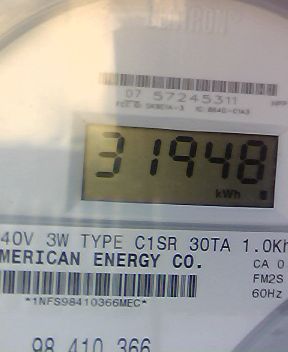 07 57245311
31948
kWh
40V 3W TYPE C1SR 30TA 1.0Kh
MERICAN ENERGY CO.
CA 0
FM2S
60Hz
*1NFS98410366MEC*
98 410 366